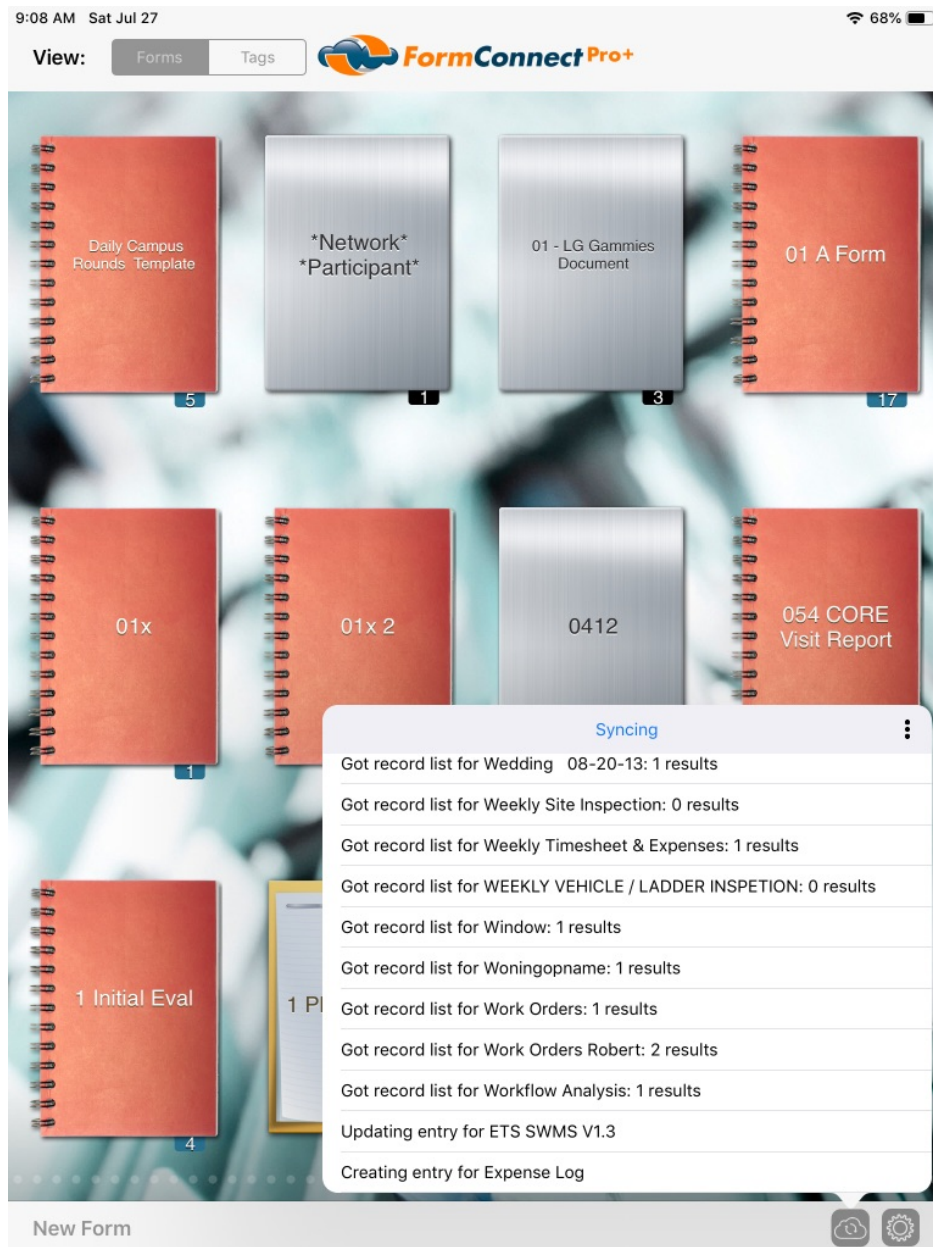 9:08 AM Sat Jul 27
68%
View:
Forms
Tags
FormConnect Pro+
Daily Campus
Rounds Template
5
*Network*
*Participant*
1
01 - LG Gammies
Document
3
01 A Form
17
01x
1
01x 2
0412
054 CORE
Visit Report
1 Initial Eval
4
Syncing
Got record list for Wedding 08-20-13: 1 results
Got record list for Weekly Site Inspection: 0 results
Got record list for Weekly Timesheet & Expenses: 1 results
Got record list for WEEKLY VEHICLE / LADDER INSPETION: 0 results
Got record list for Window: 1 results
Got record list for Woningopname: 1 results
Got record list for Work Orders: 1 results
Got record list for Work Orders Robert: 2 results
Got record list for Workflow Analysis: 1 results
Updating entry for ETS SWMS V1.3
Creating entry for Expense Log
New Form